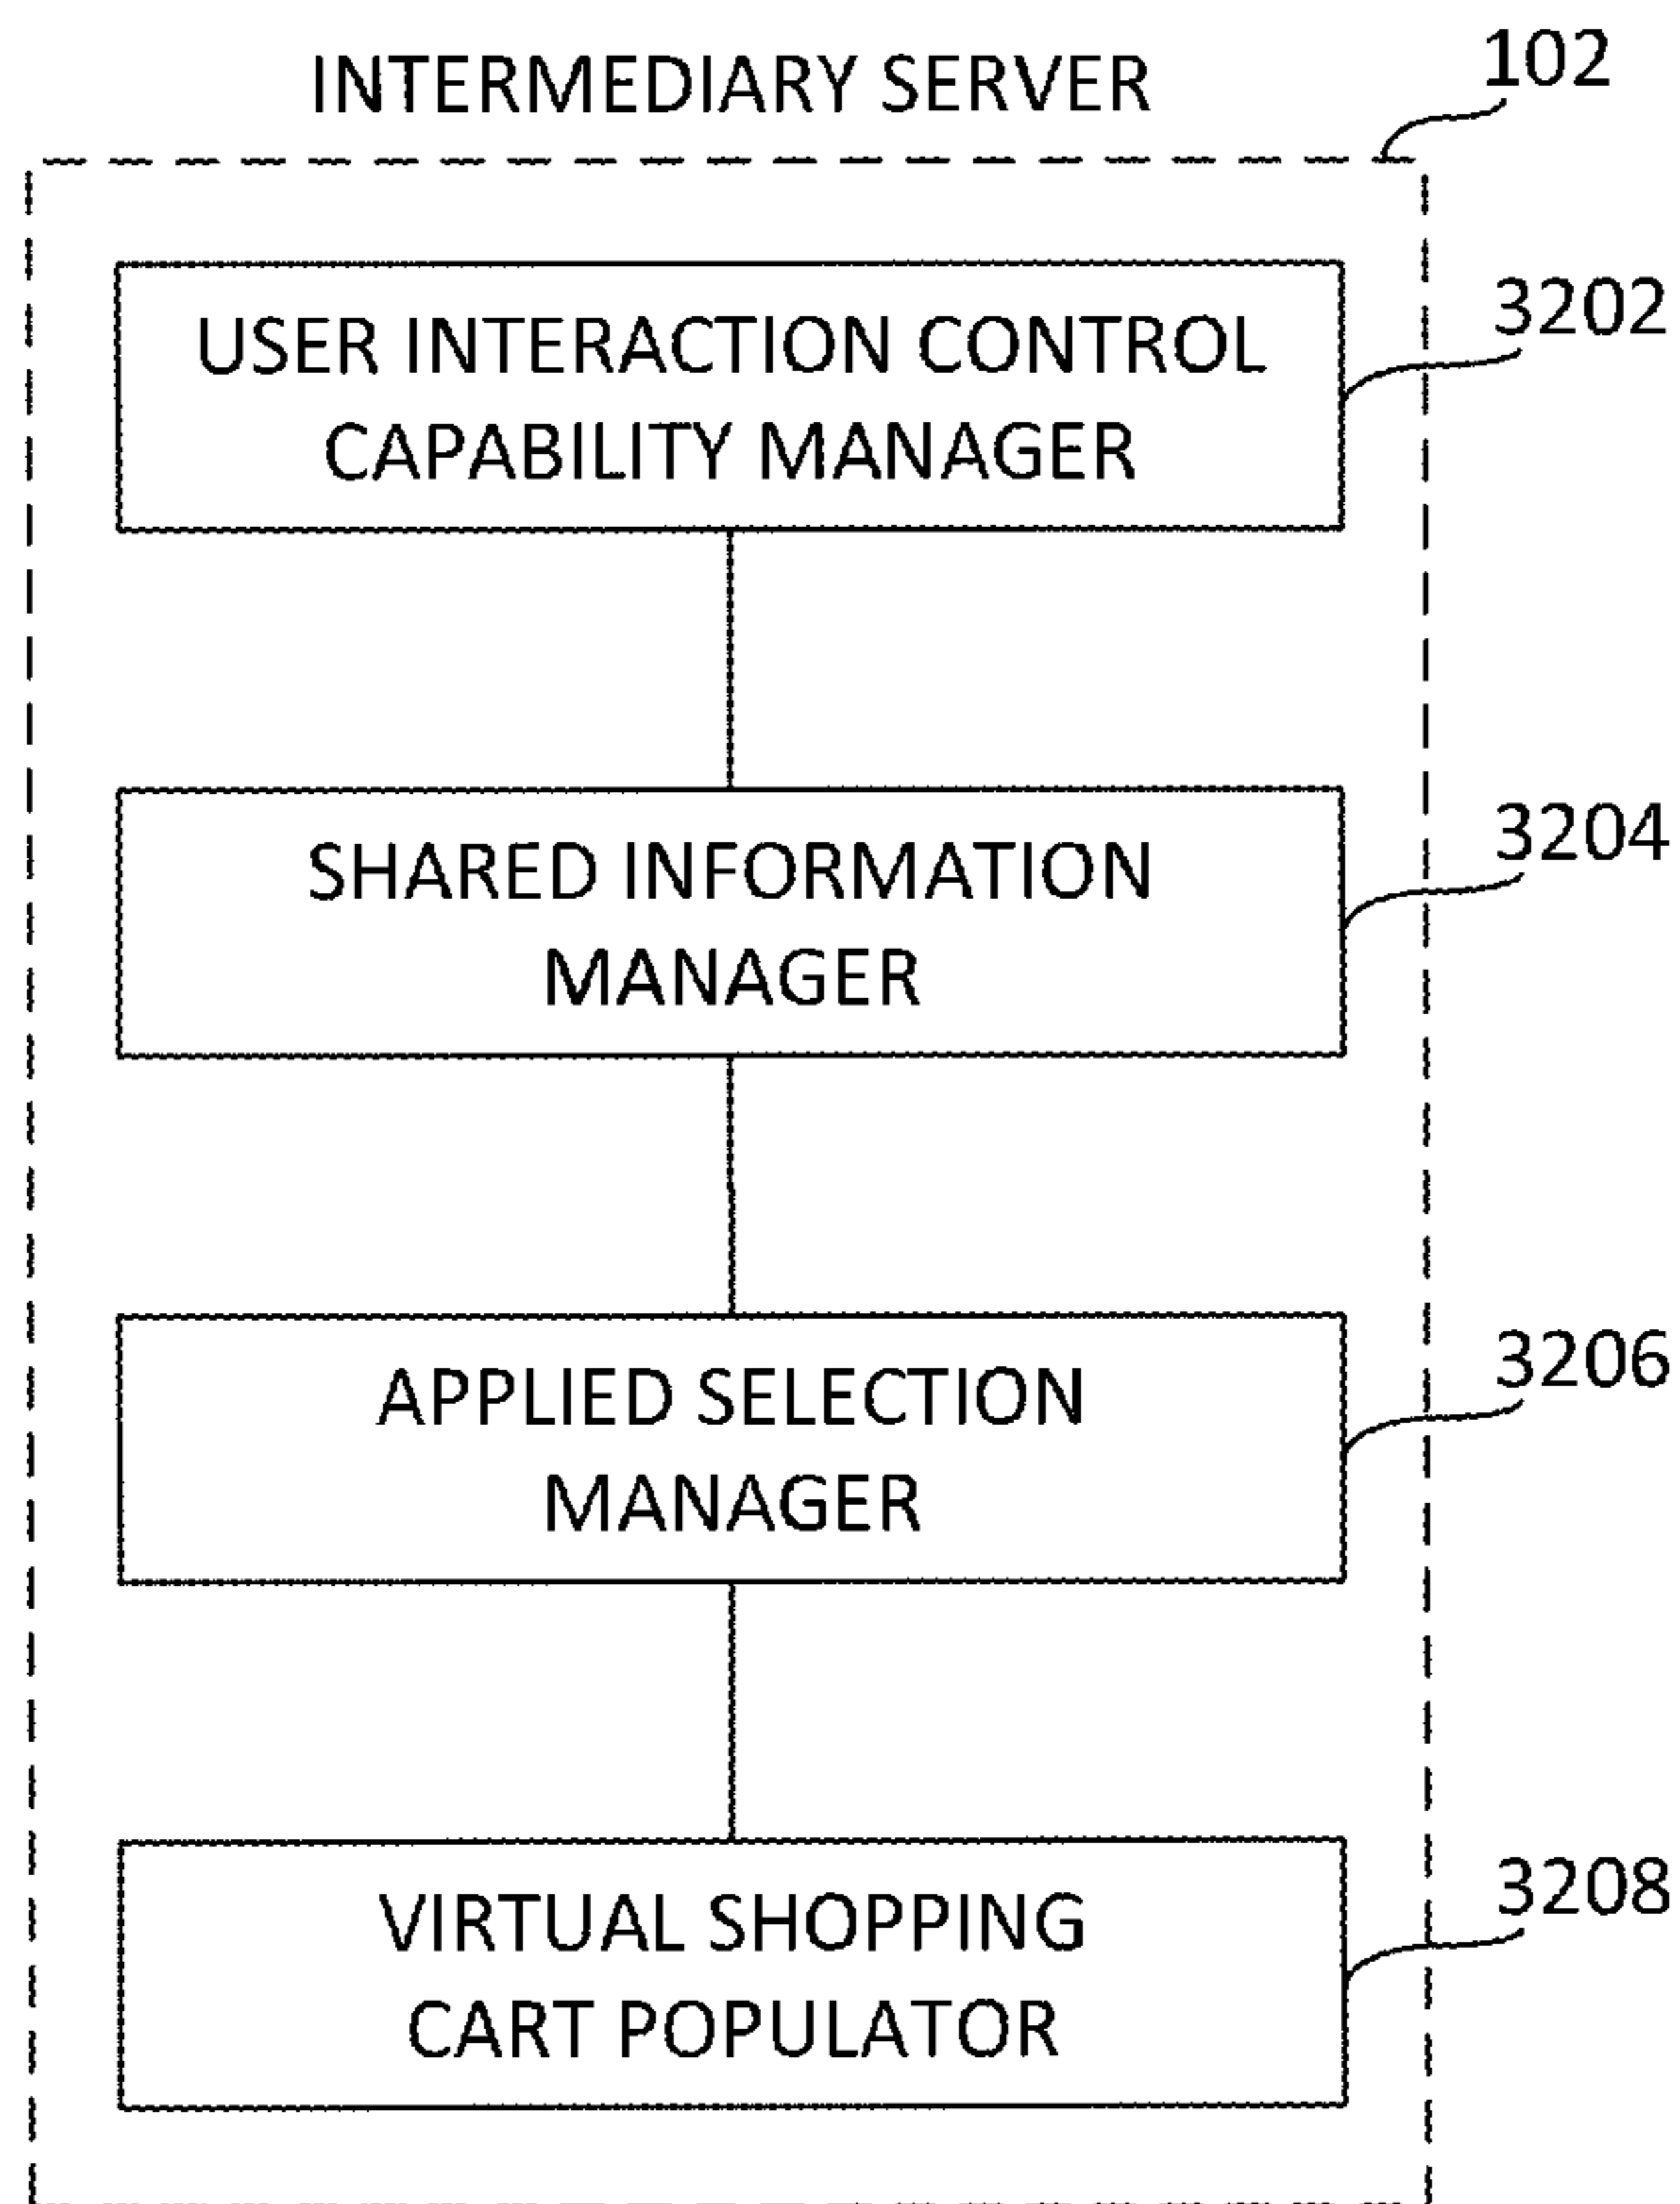 INTERMEDIARY SERVER
102
USER INTERACTION CONTROL
CAPABILITY MANAGER
3202
SHARED INFORMATION
MANAGER
3204
APPLIED SELECTION
MANAGER
3206
VIRTUAL SHOPPING
CART POPULATOR
3208